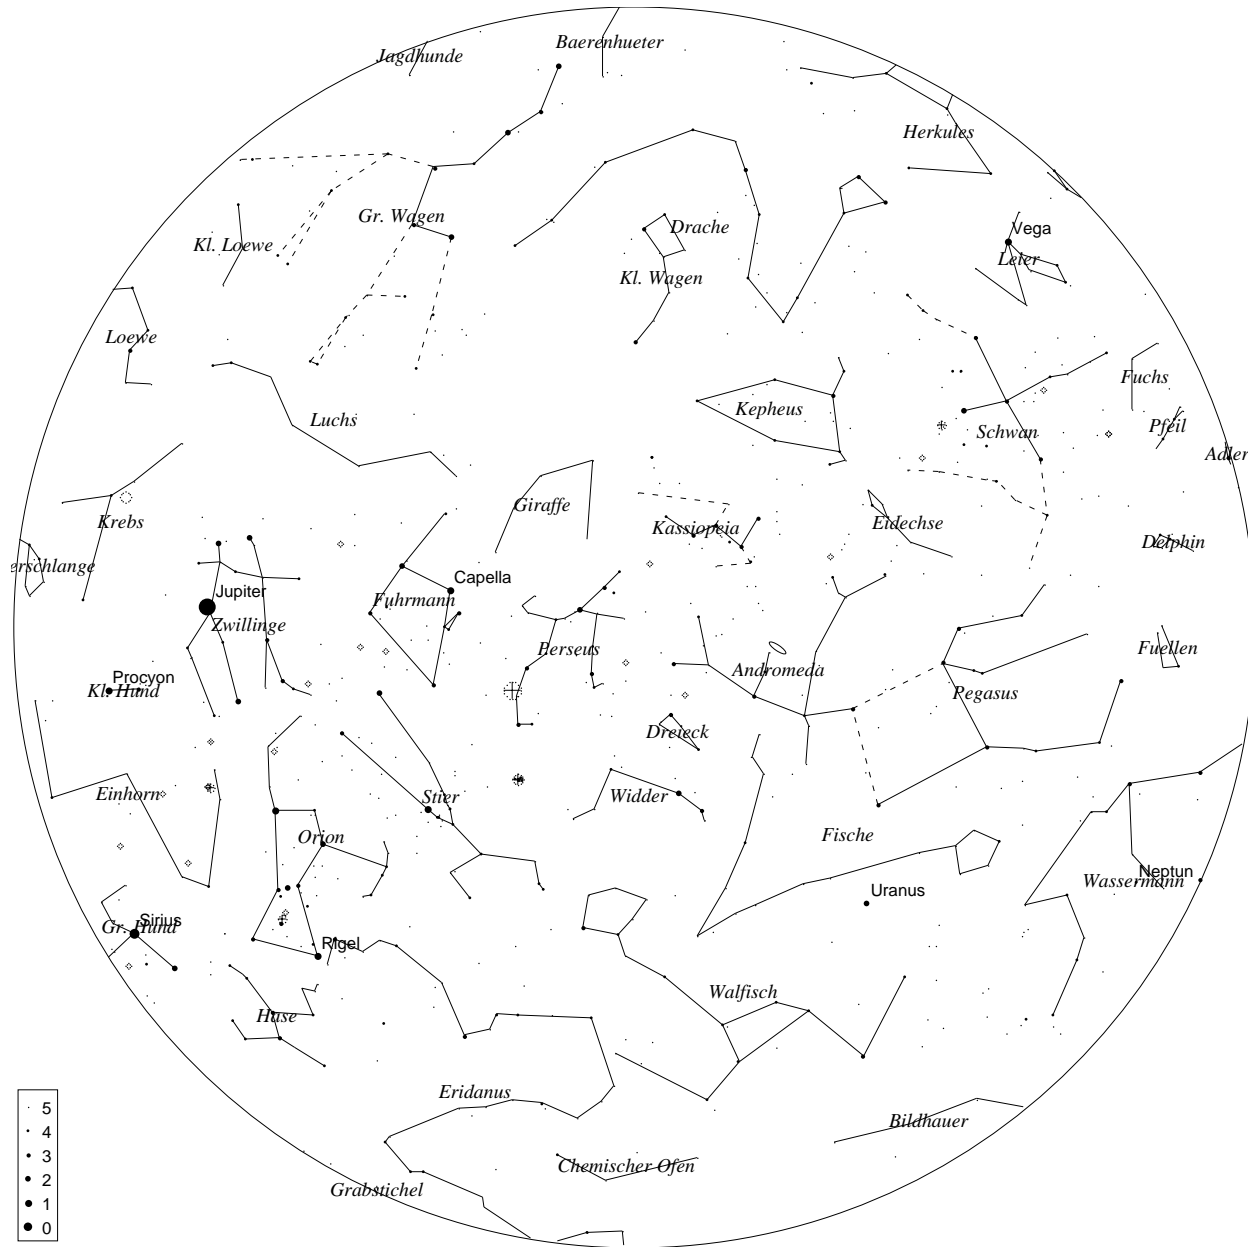 Baerenhueter
Jagdhunde
Herkules
Gr. Wagen
Drache
Vega
Kl. Loewe
Leier
Kl. Wagen
Loewe
Fuchs
Kepheus
Luchs
Pfeil
Schwan
Adler
Giraffe
Krebs
Kassiopeia
Eidechse
Delphin
erschlange
Capella
Jupiter
Fuhrmann
Zwillinge
Perseus
Fuellen
Andromeda
Procyon
Kl. Hund
Pegasus
Dreieck
Einhorn
Stier
Widder
Orion
Fische
Neptun
Wassermann
Uranus
Sirius
Gr. Hund
Rigel
Walfisch
Hase
Eridanus
Bildhauer
Chemischer Ofen
Grabstichel
5
4
3
2
1
0